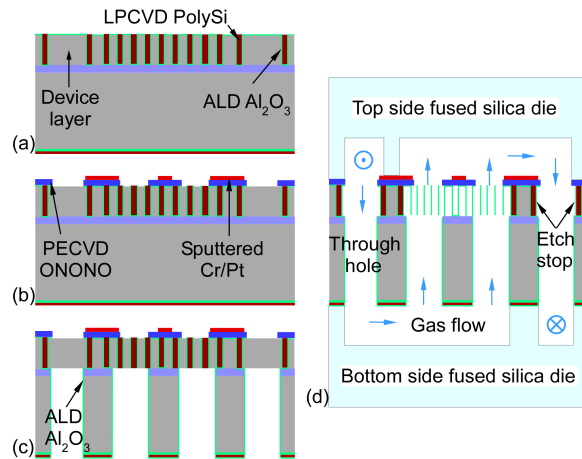 LPCVD PolySi
Device
layer
ALD Al₂O₃
(a)
PECVD
ONONO
Sputtered
Cr/Pt
(b)
ALD
Al₂O₃
(c)
Top side fused silica die
Through
hole
Etch
stop
Gas flow
Bottom side fused silica die
(d)